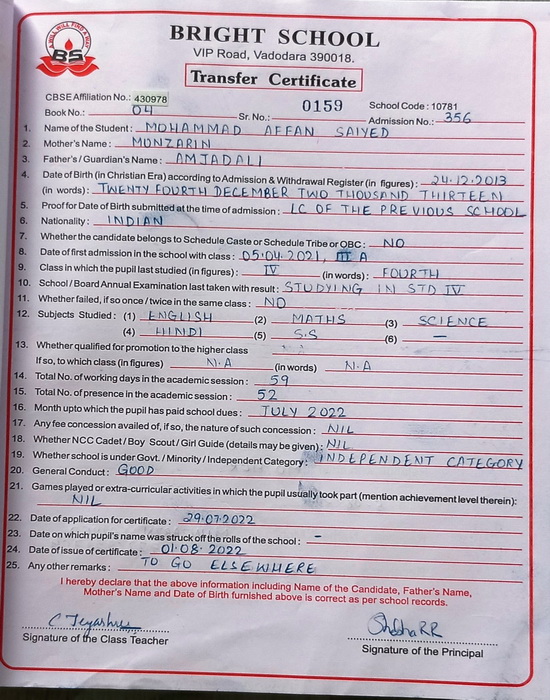 A WILL WILL FIND A WAY
BS
BRIGHT SCHOOL
VIP Road, Vadodara 390018.
Transfer Certificate
CBSE Affiliation No.: 430978
0159 School Code : 10781
Book No.: 04 Sr. No.: Admission No.: 356
1. Name of the Student : MOHAMMAD AFFAN SAIYED
2. Mother's Name : MUNZARIN
3. Father's / Guardian's Name : AMJADALI
4. Date of Birth (in Christian Era) according to Admission & Withdrawal Register (in figures) : 24.12.2013
(in words) : TWENTY FOURTH DECEMBER TWO THOUSAND THIRTEEN
5. Proof for Date of Birth submitted at the time of admission : LC OF THE PREVIOUS SCHOOL
6. Nationality : INDIAN
7. Whether the candidate belongs to Schedule Caste or Schedule Tribe or OBC : NO
8. Date of first admission in the school with class : 05.04.2021, III A
9. Class in which the pupil last studied (in figures) : IV (in words) : FOURTH
10. School / Board Annual Examination last taken with result : STUDYING IN STD IV
11. Whether failed, if so once / twice in the same class : NO
12. Subjects Studied : (1) ENGLISH (2) MATHS (3) SCIENCE
(4) HINDI (5) S.S (6) —
13. Whether qualified for promotion to the higher class
If so, to which class (in figures) N.A (in words) N.A
14. Total No. of working days in the academic session : 59
15. Total No. of presence in the academic session : 52
16. Month upto which the pupil has paid school dues : JULY 2022
17. Any fee concession availed of, if so, the nature of such concession : NIL
18. Whether NCC Cadet / Boy Scout / Girl Guide (details may be given) : NIL
19. Whether school is under Govt. / Minority / Independent Category : INDEPENDENT CATEGORY
20. General Conduct : GOOD
21. Games played or extra-curricular activities in which the pupil usually took part (mention achievement level therein) :
NIL
22. Date of application for certificate : 29.07.2022
23. Date on which pupil's name was struck off the rolls of the school : -
24. Date of issue of certificate : 01.08.2022
25. Any other remarks : TO GO ELSEWHERE
I hereby declare that the above information including Name of the Candidate, Father's Name,
Mother's Name and Date of Birth furnished above is correct as per school records.
Signature of the Class Teacher
Signature of the Principal